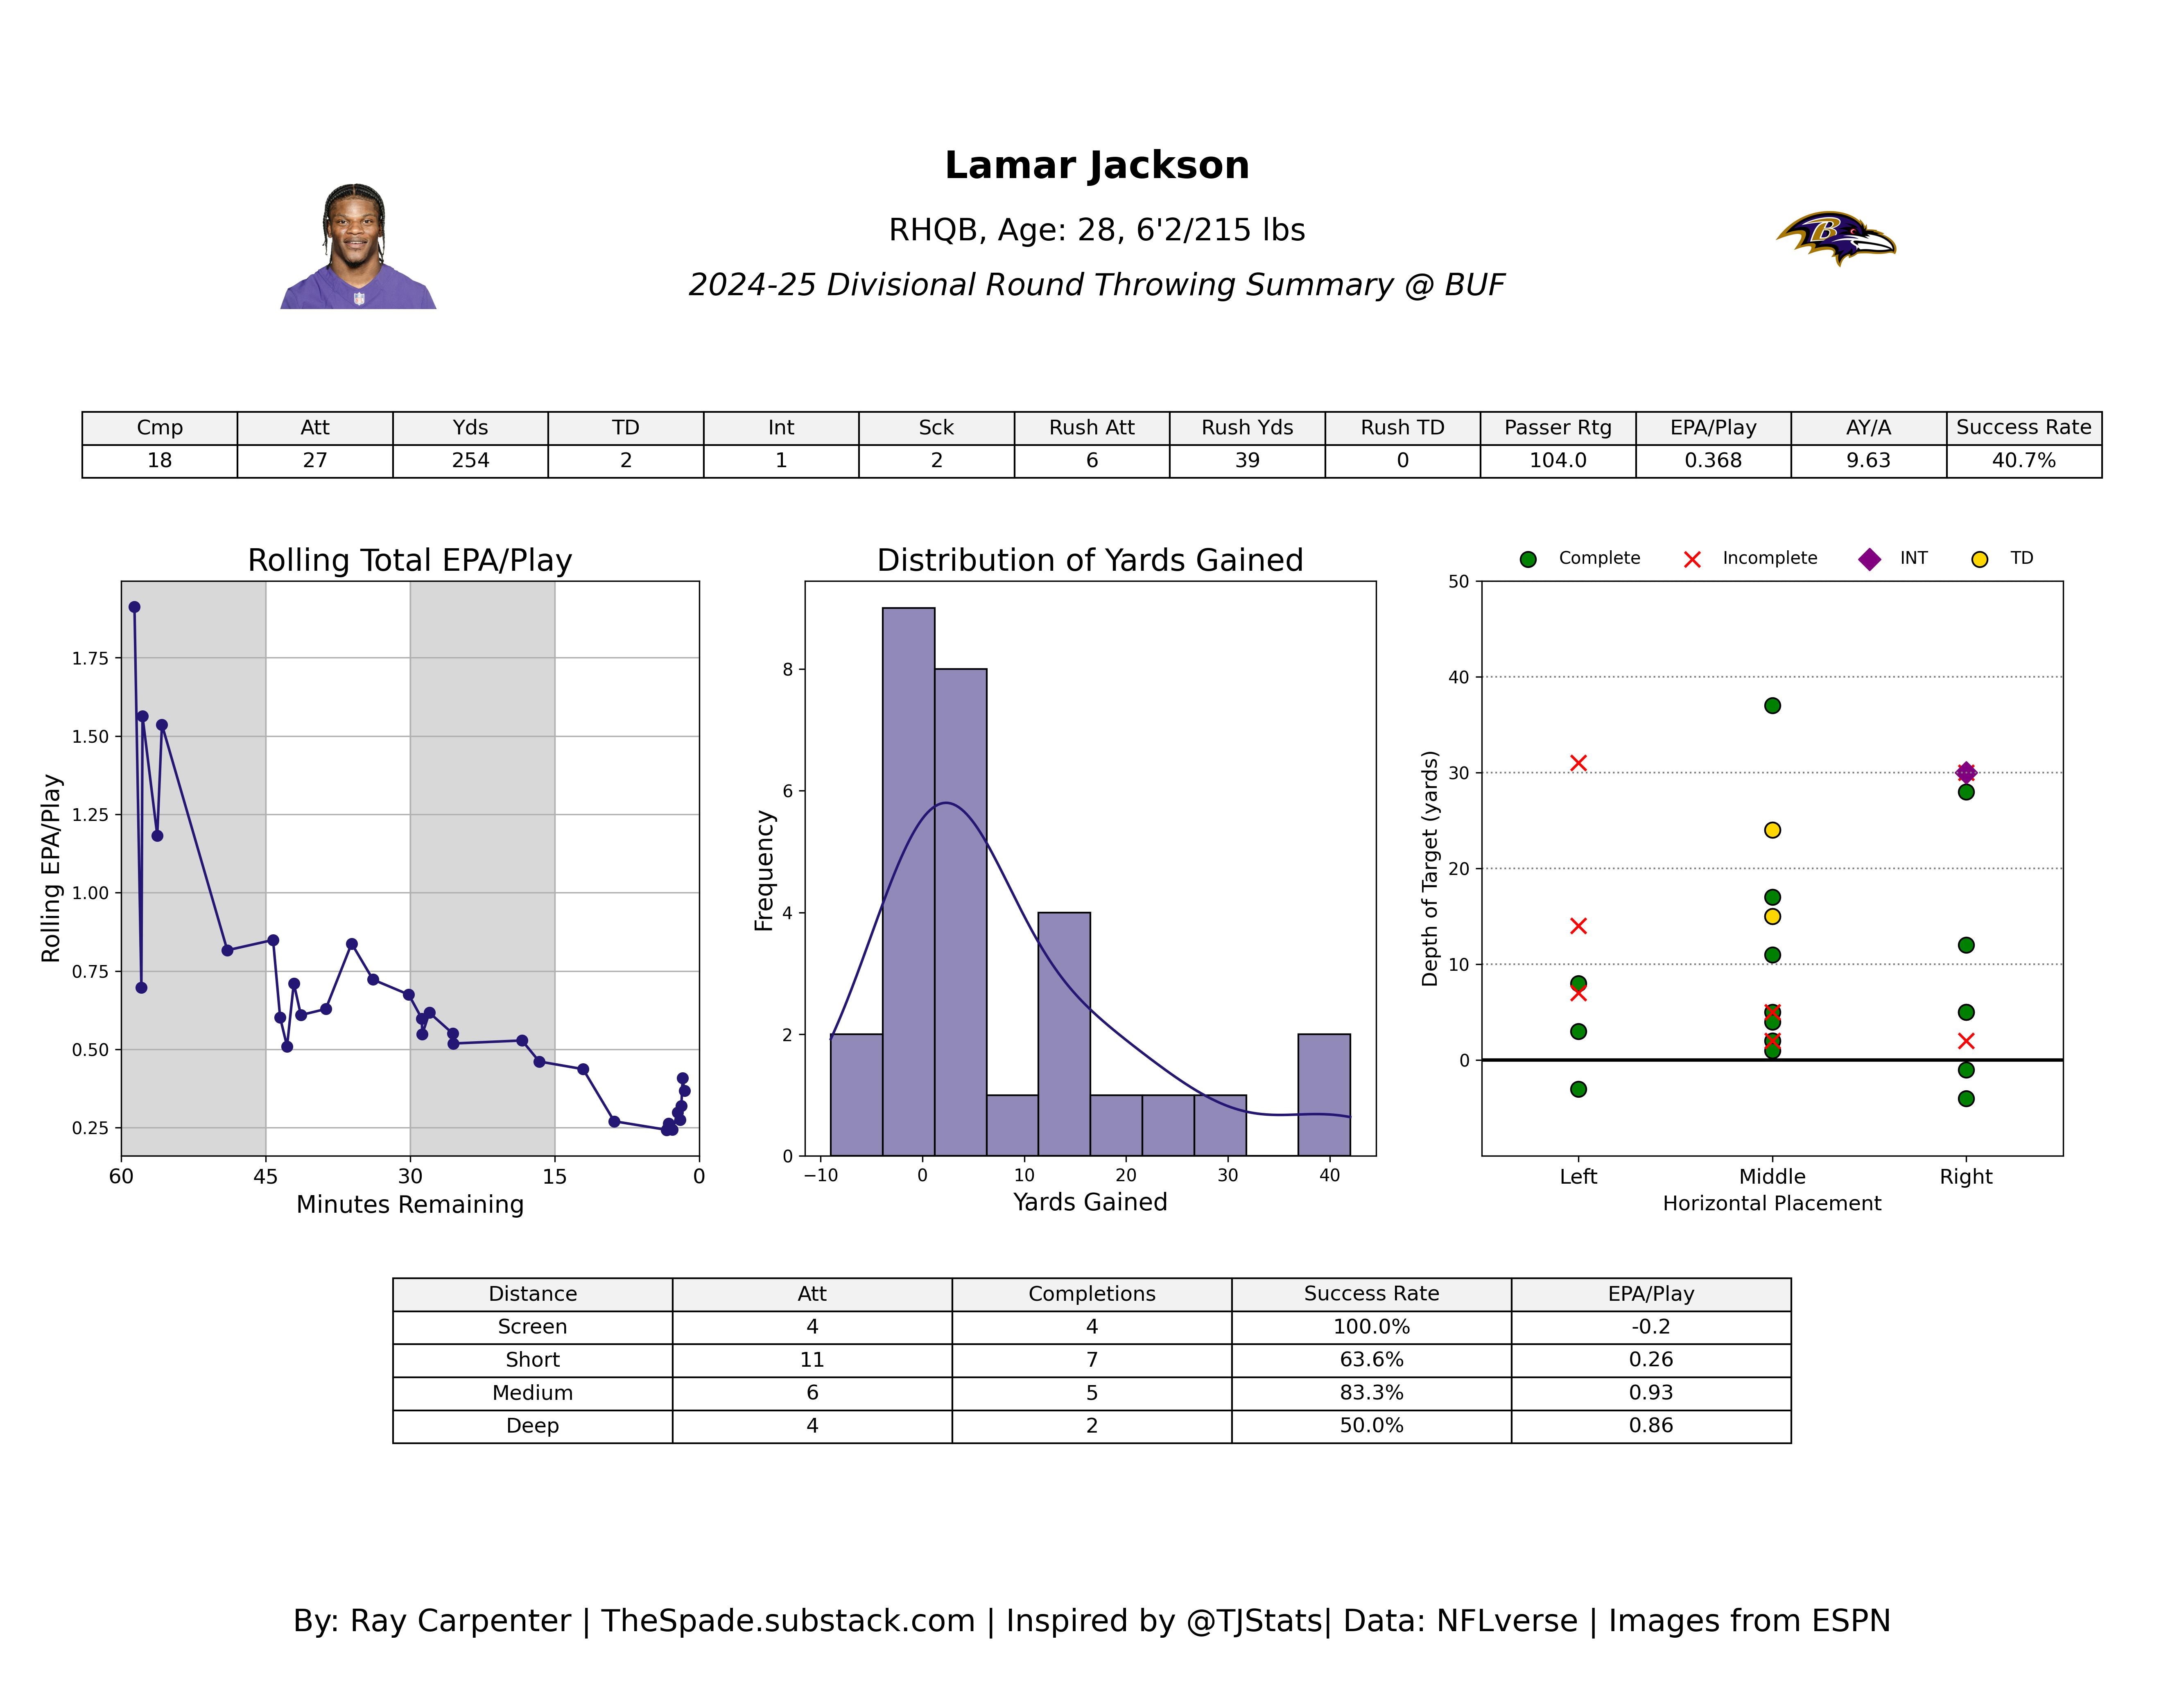 Lamar Jackson
RHQB, Age: 28, 6'2/215 lbs
2024-25 Divisional Round Throwing Summary @ BUF
Cmp Att Yds TD Int Sck Rush Att Rush Yds Rush TD Passer Rtg EPA/Play AY/A Success Rate
18 27 254 2 1 2 6 39 0 104.0 0.368 9.63 40.7%
Rolling Total EPA/Play
Rolling EPA/Play
1.75
1.50
1.25
1.00
0.75
0.50
0.25
60 45 30 15 0
Minutes Remaining
Distribution of Yards Gained
Frequency
8
6
4
2
0
−10 0 10 20 30 40
Yards Gained
Complete Incomplete INT TD
Depth of Target (yards)
50
40
30
20
10
0
Left Middle Right
Horizontal Placement
Distance Att Completions Success Rate EPA/Play
Screen 4 4 100.0% -0.2
Short 11 7 63.6% 0.26
Medium 6 5 83.3% 0.93
Deep 4 2 50.0% 0.86
By: Ray Carpenter | TheSpade.substack.com | Inspired by @TJStats| Data: NFLverse | Images from ESPN